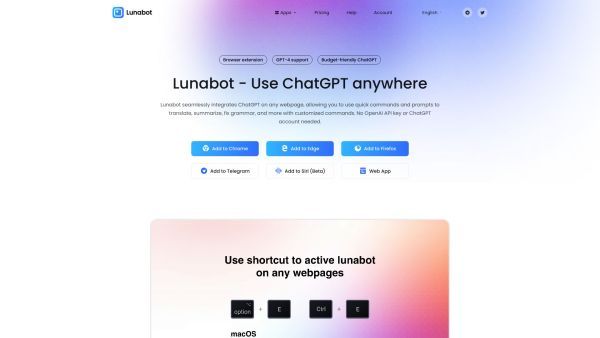 Lunabot
Apps Pricing Help Account English
Browser extension GPT-4 support Budget-friendly ChatGPT
Lunabot - Use ChatGPT anywhere
Lunabot seamlessly integrates ChatGPT on any webpage, allowing you to use quick commands and prompts to
translate, summarize, fix grammar, and more with customized commands. No OpenAI API key or ChatGPT
account needed.
Add to Chrome Add to Edge Add to Firefox
Add to Telegram Add to Siri (Beta) Web App
Use shortcut to active lunabot
on any webpages
option + E Ctrl + E
macOS